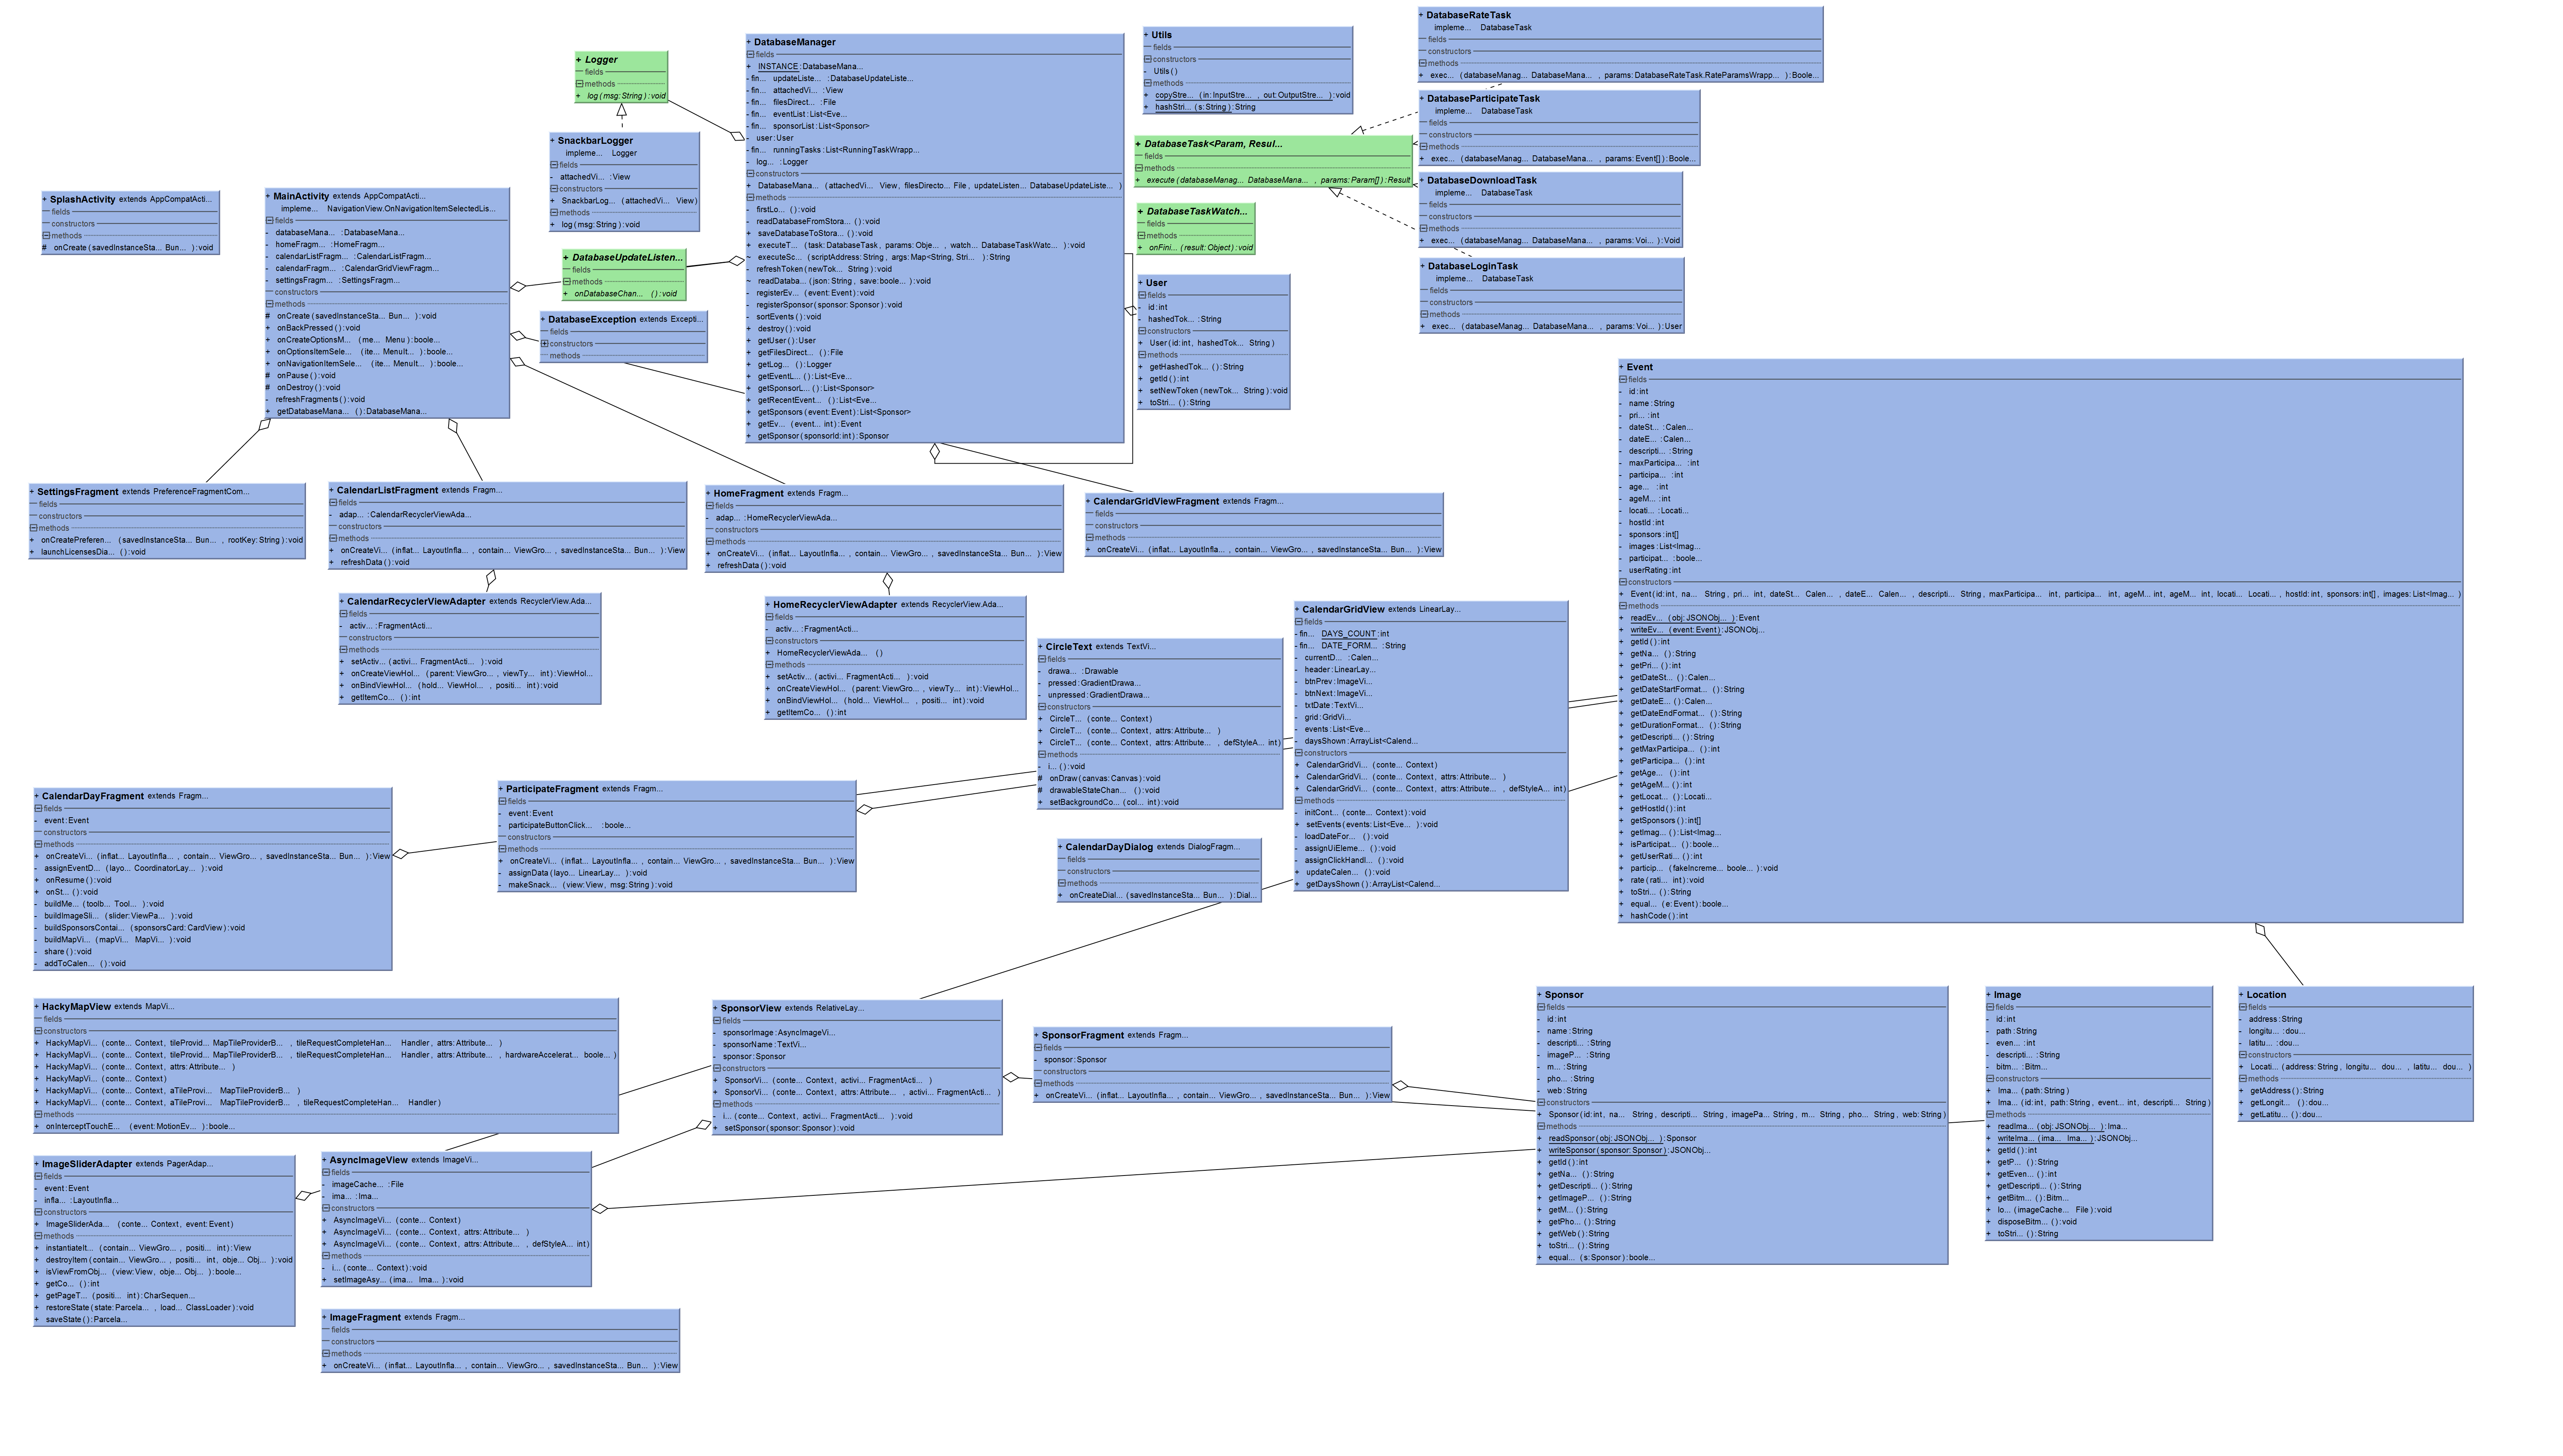 + Logger
fields
methods
+ log(msg:String):void
+ SnackbarLogger
impleme... Logger
fields
- attachedVi... :View
constructors
+ SnackbarLog... (attachedVi... View)
methods
+ log(msg:String):void
+ SplashActivity extends AppCompatActi...
fields
constructors
methods
# onCreate(savedInstanceSta... Bun... ):void
+ MainActivity extends AppCompatActi...
impleme... NavigationView.OnNavigationItemSelectedLis...
fields
- databaseMana... :DatabaseMana...
- homeFragm... :HomeFragm...
- calendarListFragm... :CalendarListFragm...
- calendarFragm... :CalendarGridViewFragm...
- settingsFragm... :SettingsFragm...
constructors
methods
# onCreate(savedInstanceSta... Bun... ):void
+ onBackPressed():void
+ onCreateOptionsM... (me... Menu):boole...
+ onOptionsItemSele... (ite... MenuIt... ):boole...
+ onNavigationItemSele... (ite... MenuIt... ):boole...
# onPause():void
# onDestroy():void
- refreshFragments():void
+ getDatabaseMana... ():DatabaseMana...
+ DatabaseUpdateListen...
fields
methods
+ onDatabaseChan... ():void
+ DatabaseException extends Excepti...
fields
constructors
methods
+ DatabaseManager
fields
+ INSTANCE:DatabaseMana...
- fin... updateListe... :DatabaseUpdateListe...
- fin... attachedVi... :View
- fin... filesDirect... :File
- fin... eventList:List<Eve...
- fin... sponsorList:List<Sponsor>
- user:User
- fin... runningTasks:List<RunningTaskWrapp...
- log... :Logger
constructors
+ DatabaseMana... (attachedVi... View, filesDirecto... File, updateListen... DatabaseUpdateListe... )
methods
- firstLo... ():void
- readDatabaseFromStora... ():void
- saveDatabaseToStora... ():void
+ executeT... (task:DatabaseTask, params:Obje... , watch... DatabaseTaskWatc... ):void
~ executeSc... (scriptAddress:String, args:Map<String, Stri... ):String
- refreshToken(newTok... String):void
~ readDataba... (json:String, save:boole... ):void
- registerEv... (event:Event):void
- registerSponsor(sponsor:Sponsor):void
- sortEvents():void
+ destroy():void
+ getUser():User
+ getFilesDirect... ():File
+ getLog... ():Logger
+ getEventL... ():List<Eve...
+ getSponsorL... ():List<Sponsor>
+ getRecentEvent... ():List<Eve...
+ getSponsors(event:Event):List<Sponsor>
+ getEv... (event... int):Event
+ getSponsor(sponsorId:int):Sponsor
+ Utils
fields
constructors
- Utils()
methods
+ copyStre... (in:InputStre... , out:OutputStre... ):void
+ hashStri... (s:String):String
+ DatabaseTask<Param, Resul...
fields
methods
+ execute(databaseManag... DatabaseMana... , params:Param[]):Result
+ DatabaseTaskWatch...
fields
methods
+ onFini... (result:Object):void
+ User
fields
- id:int
- hashedTok... :String
constructors
+ User(id:int, hashedTok... String)
methods
+ getHashedTok... ():String
+ getId():int
+ setNewToken(newTok... String):void
+ toStri... ():String
+ DatabaseRateTask
impleme... DatabaseTask
fields
constructors
methods
+ exec... (databaseManag... DatabaseMana... , params:DatabaseRateTask.RateParamsWrapp... ):Boole...
+ DatabaseParticipateTask
impleme... DatabaseTask
fields
constructors
methods
+ exec... (databaseManag... DatabaseMana... , params:Event[]):Boole...
+ DatabaseDownloadTask
impleme... DatabaseTask
fields
constructors
methods
+ exec... (databaseManag... DatabaseMana... , params:Voi... ):Void
+ DatabaseLoginTask
impleme... DatabaseTask
fields
constructors
methods
+ exec... (databaseManag... DatabaseMana... , params:Voi... ):User
+ Event
fields
- id:int
- name:String
- pri... :int
- dateSt... :Calen...
- dateE... :Calen...
- descripti... :String
- maxParticipa... :int
- participa... :int
- age... :int
- ageM... :int
- locati... :Locati...
- hostId:int
- sponsors:int[]
- images:List<Imag...
- participat... :boole...
- userRating:int
constructors
+ Event(id:int, na... String, pri... int, dateSt... Calen... , dateE... Calen... , descripti... String, maxParticipa... int, participa... int, ageM... int, ageM... int, locati... Locati... , hostId:int, sponsors:int[], images:List<Imag... )
methods
+ readEv... (obj:JSONObj... ):Event
+ writeEv... (event:Event):JSONObj...
+ getId():int
+ getNa... ():String
+ getPri... ():int
+ getDateSt... ():Calen...
+ getDateStartFormat... ():String
+ getDateE... ():Calen...
+ getDateEndFormat... ():String
+ getDurationFormat... ():String
+ getDescripti... ():String
+ getMaxParticipa... ():int
+ getParticipa... ():int
+ getAge... ():int
+ getAgeM... ():int
+ getLocat... ():Locati...
+ getHostId():int
+ getSponsors():int[]
+ getImag... ():List<Imag...
+ isParticipat... ():boole...
+ getUserRati... ():int
+ particip... (fakeIncreme... boole... ):void
+ rate(rati... int):void
+ toStri... ():String
+ equal... (e:Event):boole...
+ hashCode():int
+ SettingsFragment extends PreferenceFragmentCom...
fields
constructors
methods
+ onCreatePreferen... (savedInstanceSta... Bun... , rootKey:String):void
+ launchLicensesDia... ():void
+ CalendarListFragment extends Fragm...
fields
- adap... :CalendarRecyclerViewAda...
constructors
methods
+ onCreateVi... (inflat... LayoutInfla... , contain... ViewGro... , savedInstanceSta... Bun... ):View
+ refreshData():void
+ HomeFragment extends Fragm...
fields
- adap... :HomeRecyclerViewAda...
constructors
methods
+ onCreateVi... (inflat... LayoutInfla... , contain... ViewGro... , savedInstanceSta... Bun... ):View
+ refreshData():void
+ CalendarGridViewFragment extends Fragm...
fields
constructors
methods
+ onCreateVi... (inflat... LayoutInfla... , contain... ViewGro... , savedInstanceSta... Bun... ):View
+ CalendarRecyclerViewAdapter extends RecyclerView.Ada...
fields
- activ... :FragmentActi...
constructors
methods
+ setActiv... (activi... FragmentActi... ):void
+ onCreateViewHol... (parent:ViewGro... , viewTy... int):ViewHol...
+ onBindViewHol... (hold... ViewHol... , positi... int):void
+ getItemCo... ():int
+ HomeRecyclerViewAdapter extends RecyclerView.Ada...
fields
- activ... :FragmentActi...
constructors
+ HomeRecyclerViewAda... ()
methods
+ setActiv... (activi... FragmentActi... ):void
+ onCreateViewHol... (parent:ViewGro... , viewTy... int):ViewHol...
+ onBindViewHol... (hold... ViewHol... , positi... int):void
+ getItemCo... ():int
+ CircleText extends TextVi...
fields
- drawa... :Drawable
- pressed:GradientDrawa...
- unpressed:GradientDrawa...
constructors
+ CircleT... (conte... Context)
+ CircleT... (conte... Context, attrs:Attribute... )
+ CircleT... (conte... Context, attrs:Attribute... , defStyleA... int)
methods
- i... ():void
# onDraw(canvas:Canvas):void
# drawableStateChan... ():void
+ setBackgroundCo... (col... int):void
+ CalendarGridView extends LinearLay...
fields
- fin... DAYS_COUNT:int
- fin... DATE_FORM... :String
- currentD... :Calen...
- header:LinearLay...
- btnPrev:ImageVi...
- btnNext:ImageVi...
- txtDate:TextVi...
- grid:GridVi...
- events:List<Eve...
- daysShown:ArrayList<Calend...
constructors
+ CalendarGridVi... (conte... Context)
+ CalendarGridVi... (conte... Context, attrs:Attribute... )
+ CalendarGridVi... (conte... Context, attrs:Attribute... , defStyleA... int)
methods
- initCont... (conte... Context):void
+ setEvents(events:List<Eve... ):void
- loadDateFor... ():void
- assignUiEleme... ():void
- assignClickHandl... ():void
+ updateCalen... ():void
+ getDaysShown():ArrayList<Calend...
+ CalendarDayFragment extends Fragm...
fields
- event:Event
constructors
methods
+ onCreateVi... (inflat... LayoutInfla... , contain... ViewGro... , savedInstanceSta... Bun... ):View
- assignEventD... (layo... CoordinatorLay... ):void
+ onResume():void
+ onSt... ():void
- buildMe... (toolb... Tool... ):void
- buildImageSli... (slider:ViewPa... ):void
- buildSponsorsContai... (sponsorsCard:CardView):void
- buildMapVi... (mapVi... MapVi... ):void
- share():void
- addToCalen... ():void
+ ParticipateFragment extends Fragm...
fields
- event:Event
- participateButtonClick... :boole...
constructors
methods
+ onCreateVi... (inflat... LayoutInfla... , contain... ViewGro... , savedInstanceSta... Bun... ):View
- assignData(layo... LinearLay... ):void
- makeSnack... (view:View, msg:String):void
+ CalendarDayDialog extends DialogFragm...
fields
constructors
methods
+ onCreateDial... (savedInstanceSta... Bun... ):Dial...
+ HackyMapView extends MapVi...
fields
constructors
+ HackyMapVi... (conte... Context, tileProvid... MapTileProviderB... , tileRequestCompleteHan... Handler, attrs:Attribute... )
+ HackyMapVi... (conte... Context, tileProvid... MapTileProviderB... , tileRequestCompleteHan... Handler, attrs:Attribute... , hardwareAccelerat... boole... )
+ HackyMapVi... (conte... Context, attrs:Attribute... )
+ HackyMapVi... (conte... Context)
+ HackyMapVi... (conte... Context, aTileProvi... MapTileProviderB... )
+ HackyMapVi... (conte... Context, aTileProvi... MapTileProviderB... , tileRequestCompleteHan... Handler)
methods
+ onInterceptTouchE... (event:MotionEv... ):boole...
+ SponsorView extends RelativeLay...
fields
- sponsorImage:AsyncImageVi...
- sponsorName:TextVi...
- sponsor:Sponsor
constructors
+ SponsorVi... (conte... Context, activi... FragmentActi... )
+ SponsorVi... (conte... Context, attrs:Attribute... , activi... FragmentActi... )
methods
- i... (conte... Context, activi... FragmentActi... ):void
+ setSponsor(sponsor:Sponsor):void
+ SponsorFragment extends Fragm...
fields
- sponsor:Sponsor
constructors
methods
+ onCreateVi... (inflat... LayoutInfla... , contain... ViewGro... , savedInstanceSta... Bun... ):View
+ Sponsor
fields
- id:int
- name:String
- descripti... :String
- imageP... :String
- m... :String
- pho... :String
- web:String
constructors
+ Sponsor(id:int, na... String, descripti... String, imagePa... String, m... String, pho... String, web:String)
methods
+ readSponsor(obj:JSONObj... ):Sponsor
+ writeSponsor(sponsor:Sponsor):JSONObj...
+ getId():int
+ getNa... ():String
+ getDescripti... ():String
+ getImageP... ():String
+ getM... ():String
+ getPho... ():String
+ getWeb():String
+ toStri... ():String
+ equal... (s:Sponsor):boole...
+ Image
fields
- id:int
- path:String
- even... :int
- descripti... :String
- bitm... :Bitm...
constructors
+ Ima... (path:String)
+ Ima... (id:int, path:String, event... int, descripti... String)
methods
+ readIma... (obj:JSONObj... ):Ima...
+ writeIma... (ima... Ima... ):JSONObj...
+ getId():int
+ getP... ():String
+ getEven... ():int
+ getDescripti... ():String
+ getBitm... ():Bitm...
+ lo... (imageCache... File):void
+ disposeBitm... ():void
+ toStri... ():String
+ Location
fields
- address:String
- longitu... :dou...
- latitu... :dou...
constructors
+ Locati... (address:String, longitu... dou... , latitu... dou... )
methods
+ getAddress():String
+ getLongit... ():dou...
+ getLatitu... ():dou...
+ ImageSliderAdapter extends PagerAdap...
fields
- event:Event
- infla... :LayoutInfla...
constructors
+ ImageSliderAda... (conte... Context, event:Event)
methods
+ instantiateIt... (contain... ViewGro... , positi... int):View
+ destroyItem(contain... ViewGro... , positi... int, obje... Obj... ):void
+ isViewFromObj... (view:View, obje... Obj... ):boole...
+ getCo... ():int
+ getPageT... (positi... int):CharSequen...
+ restoreState(state:Parcela... , load... ClassLoader):void
+ saveState():Parcela...
+ AsyncImageView extends ImageVi...
fields
- imageCache... :File
- ima... :Ima...
constructors
+ AsyncImageVi... (conte... Context)
+ AsyncImageVi... (conte... Context, attrs:Attribute... )
+ AsyncImageVi... (conte... Context, attrs:Attribute... , defStyleA... int)
methods
- i... (conte... Context):void
+ setImageAsy... (ima... Ima... ):void
+ ImageFragment extends Fragm...
fields
constructors
methods
+ onCreateVi... (inflat... LayoutInfla... , contain... ViewGro... , savedInstanceSta... Bun... ):View